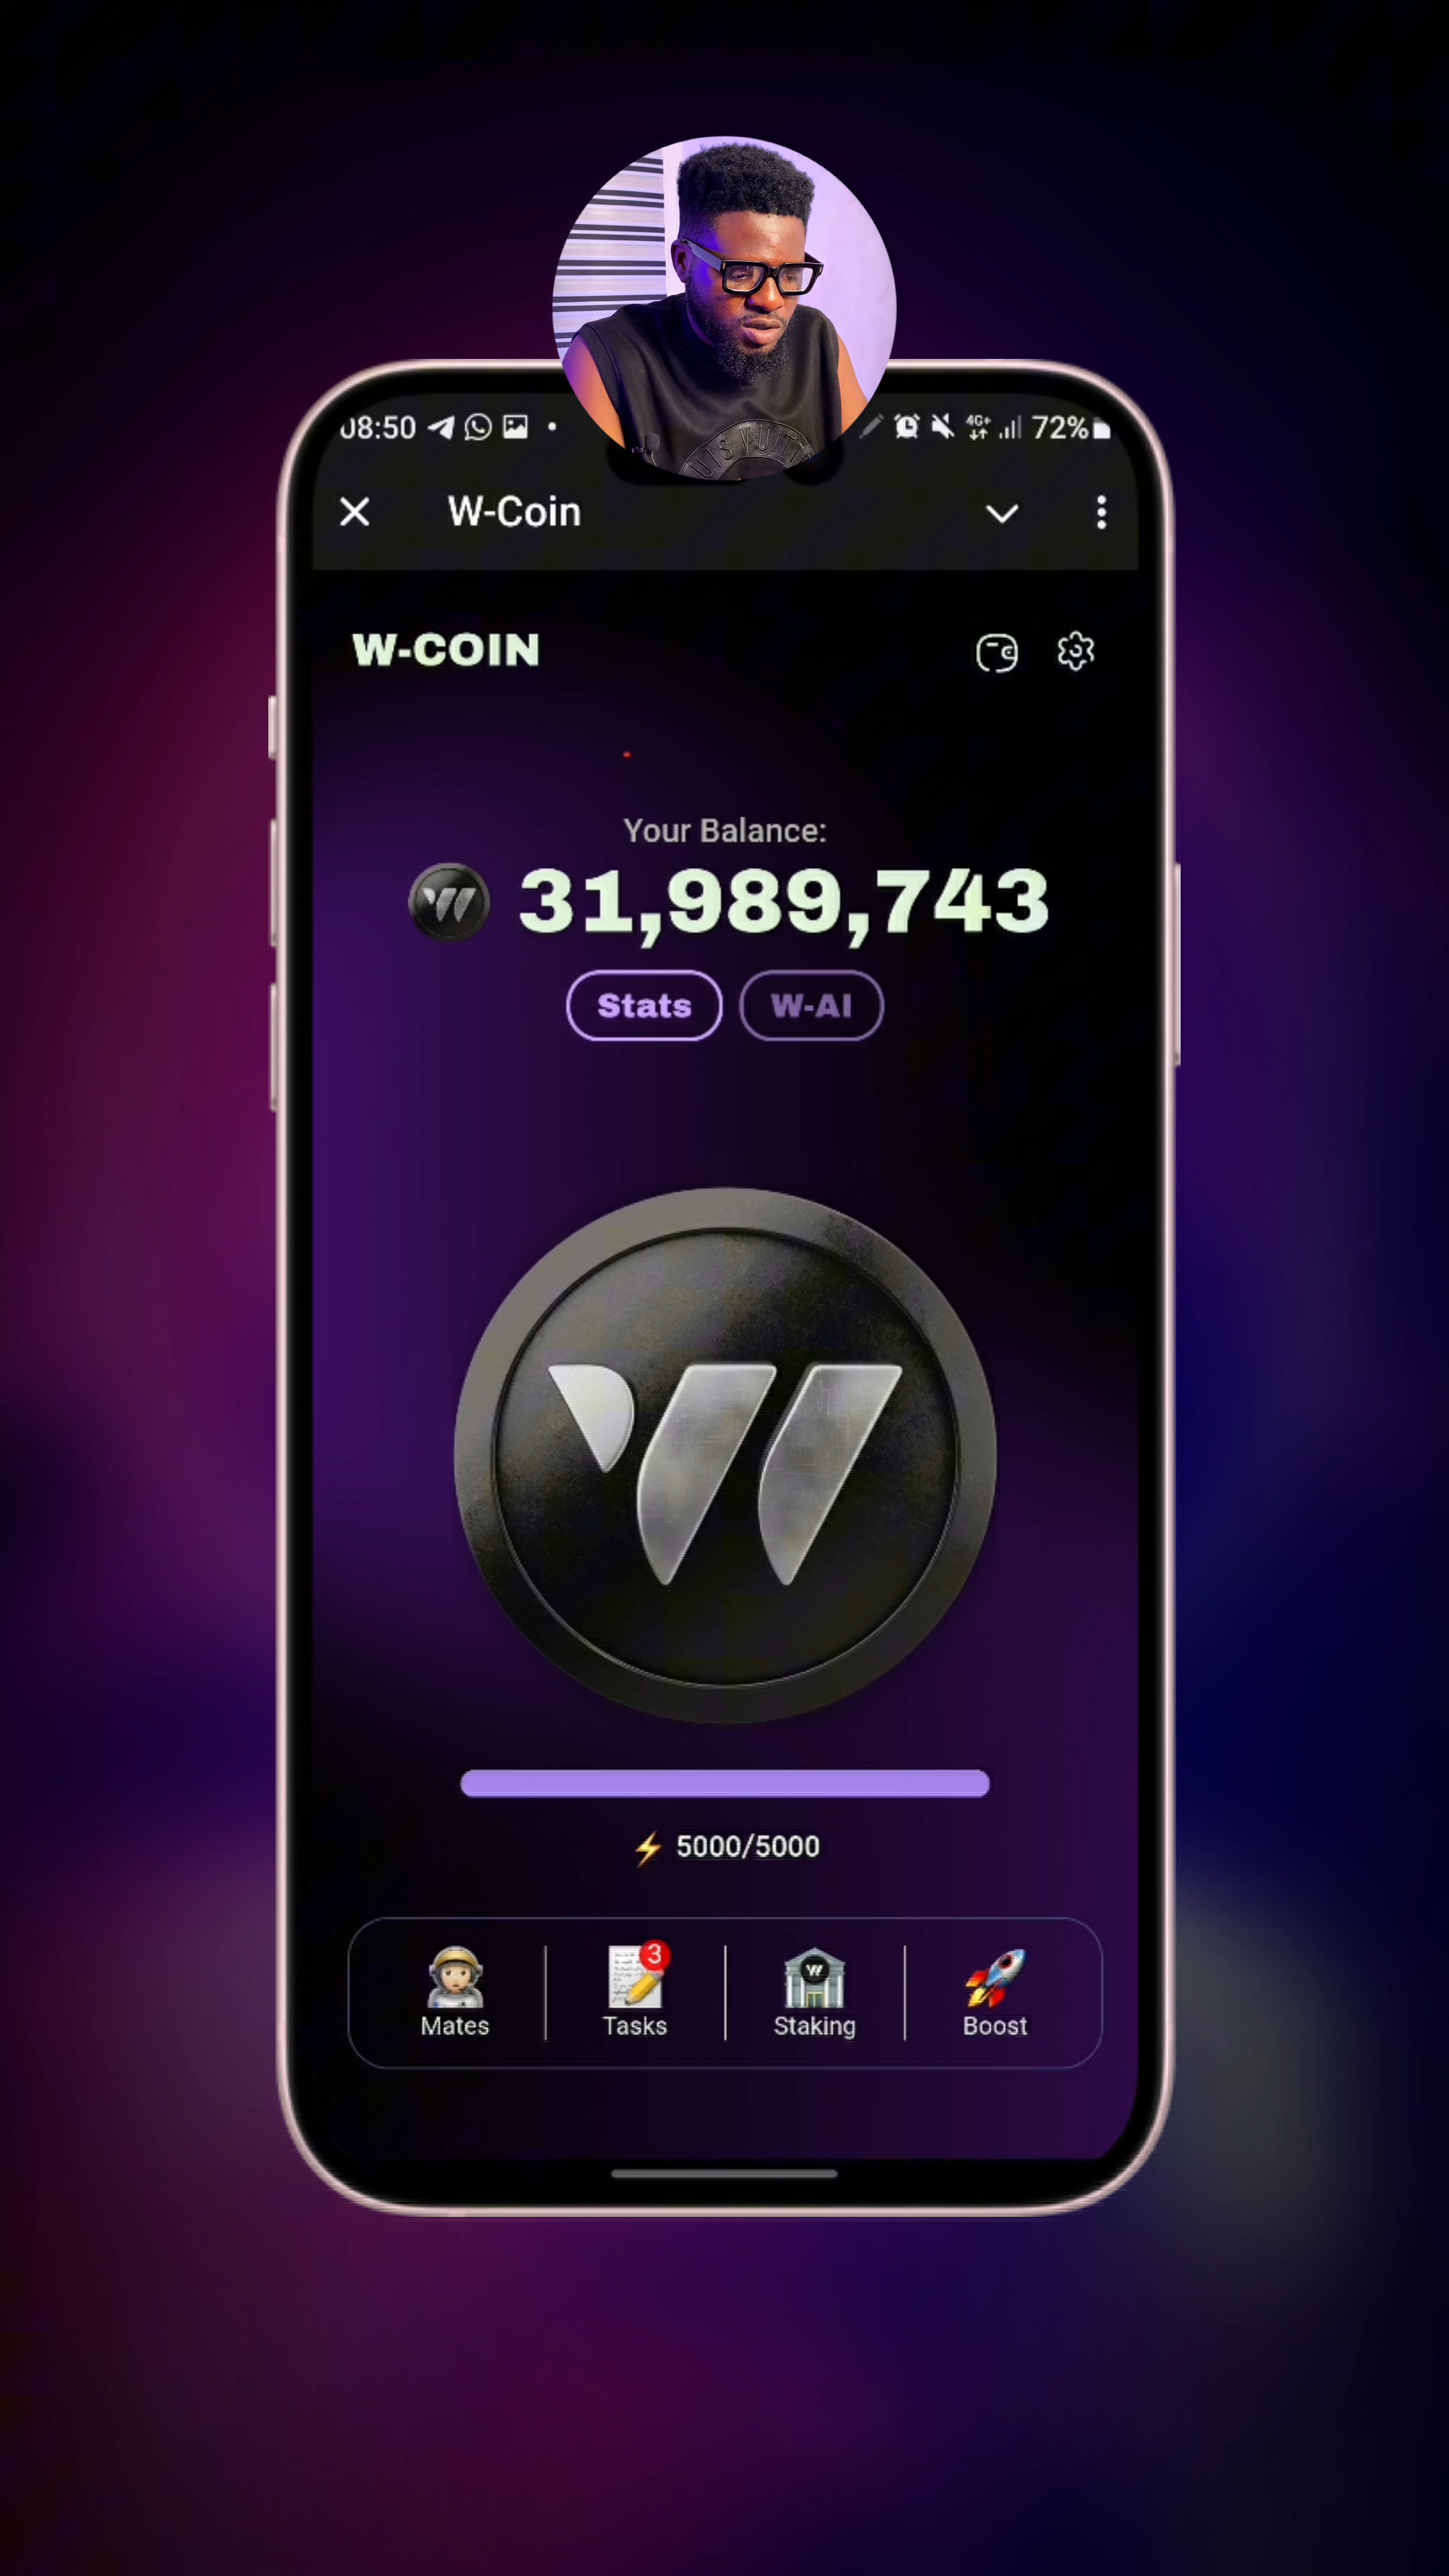 08:50 4G+ 72%
W-Coin
W-COIN
Your Balance:
31,989,743
Stats W-AI
5000/5000
3
Mates Tasks Staking Boost